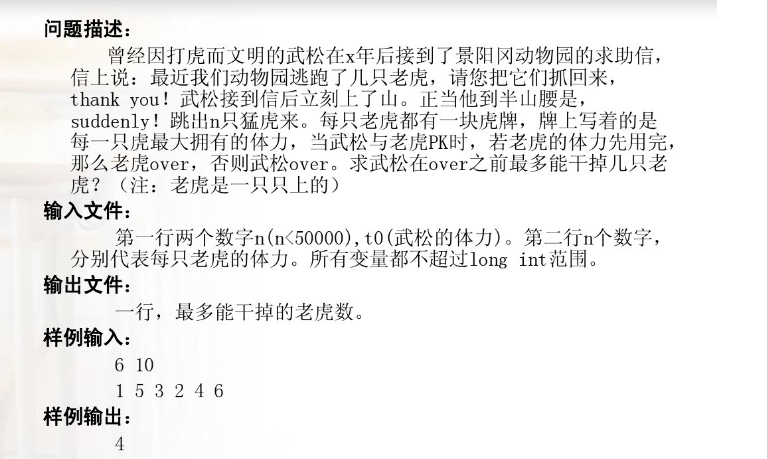 问题描述：
曾经因打虎而文明的武松在x年后接到了景阳冈动物园的求助信，
信上说：最近我们动物园逃跑了几只老虎，请您把它们抓回来，
thank you！武松接到信后立刻上了山。正当他到半山腰是，
suddenly！跳出n只猛虎来。每只老虎都有一块虎牌，牌上写着的是
每一只虎最大拥有的体力，当武松与老虎PK时，若老虎的体力先用完，
那么老虎over，否则武松over。求武松在over之前最多能干掉几只老
虎？（注：老虎是一只只上的）
输入文件：
第一行两个数字n(n<50000),t0(武松的体力)。第二行n个数字，
分别代表每只老虎的体力。所有变量都不超过long int范围。
输出文件：
一行，最多能干掉的老虎数。
样例输入：
6 10
1 5 3 2 4 6
样例输出：
4